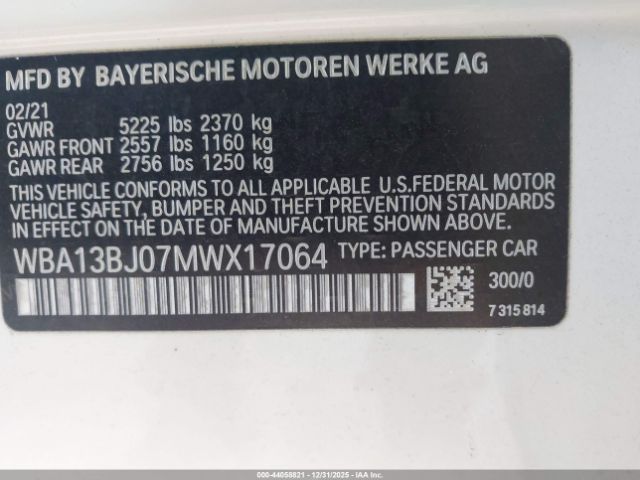 MFD BY BAYERISCHE MOTOREN WERKE AG
02/21
GVWR 5225 lbs 2370 kg
GAWR FRONT 2557 lbs 1160 kg
GAWR REAR 2756 lbs 1250 kg
THIS VEHICLE CONFORMS TO ALL APPLICABLE U.S.FEDERAL MOTOR
VEHICLE SAFETY, BUMPER AND THEFT PREVENTION STANDARDS
IN EFFECT ON THE DATE OF MANUFACTURE SHOWN ABOVE.
WBA13BJ07MWX17064 TYPE: PASSENGER CAR
300/0
7 315 814
000-44058821 - 12/31/2025 - IAAI.COM